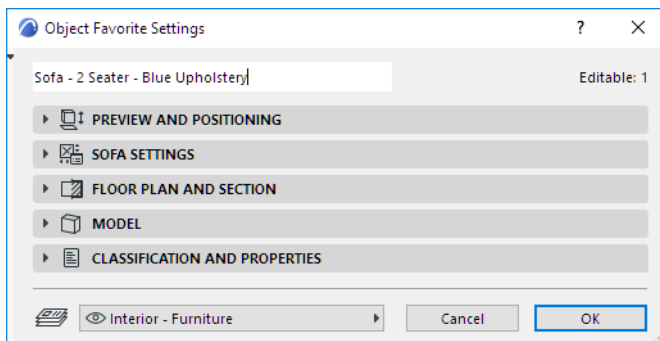 Object Favorite Settings
?
Sofa - 2 Seater - Blue Upholstery
Editable: 1
PREVIEW AND POSITIONING
SOFA SETTINGS
FLOOR PLAN AND SECTION
MODEL
CLASSIFICATION AND PROPERTIES
Interior - Furniture
Cancel
OK